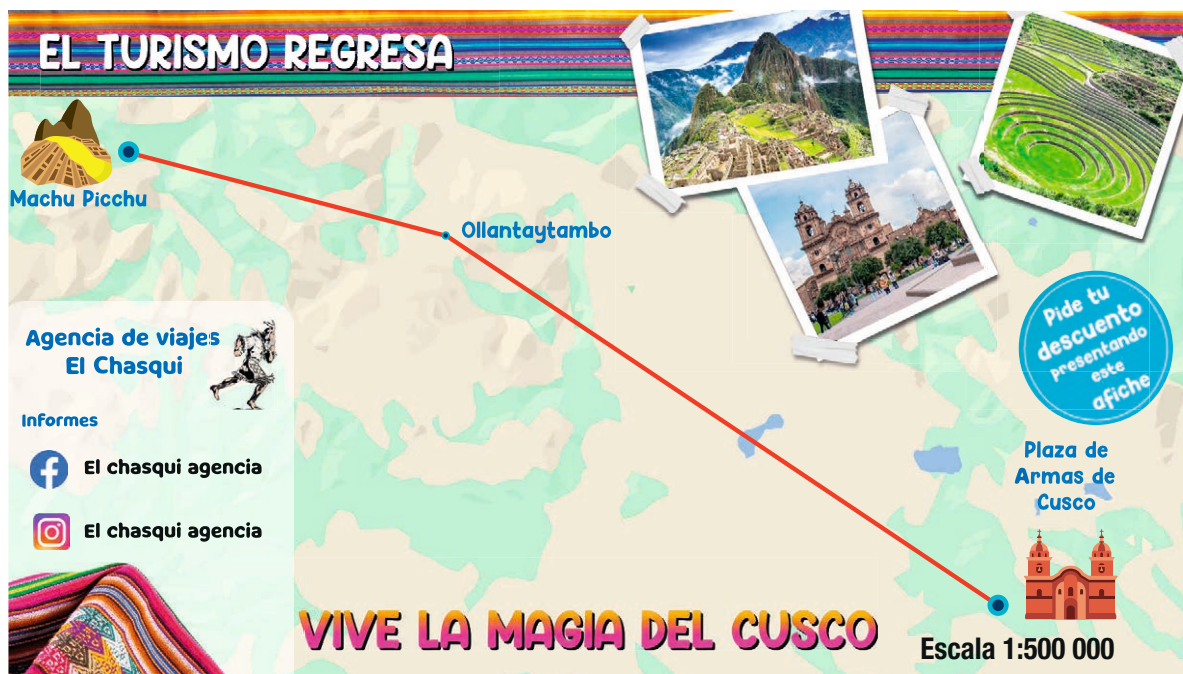 EL TURISMO REGRESA
Machu Picchu
Ollantaytambo
Pide tu
descuento
presentando
este
afiche
Agencia de viajes
El Chasqui
Informes
El chasqui agencia
El chasqui agencia
Plaza de
Armas de
Cusco
VIVE LA MAGIA DEL CUSCO
Escala 1:500 000